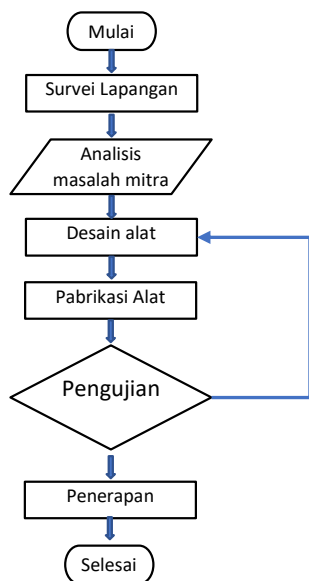 Mulai
Survei Lapangan
Analisis
masalah mitra
Desain alat
Pabrikasi Alat
Pengujian
Penerapan
Selesai